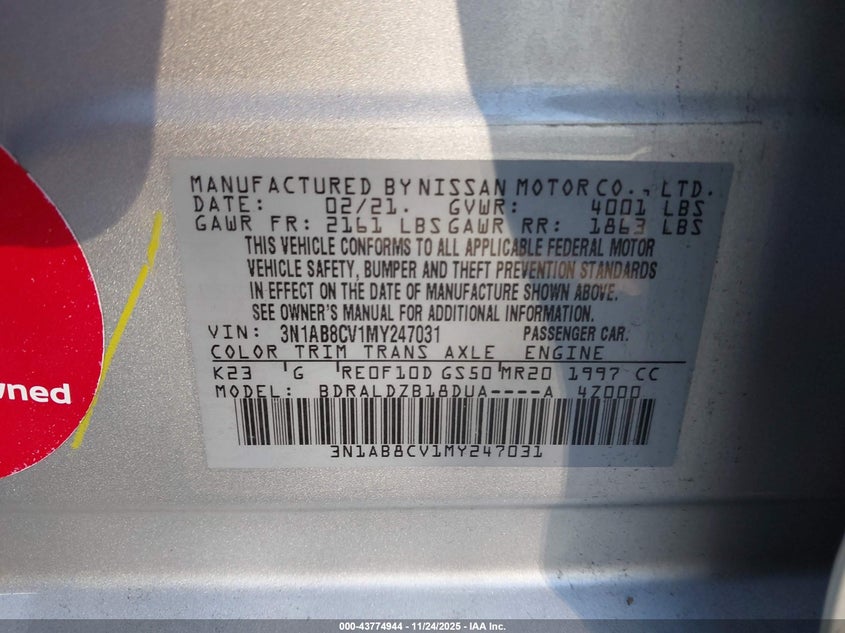 MANUFACTURED BY NISSAN MOTOR CO., LTD.
DATE: 02/21. GVWR: 4001 LBS
GAWR FR: 2161 LBS GAWR RR: 1863 LBS
THIS VEHICLE CONFORMS TO ALL APPLICABLE FEDERAL MOTOR
VEHICLE SAFETY, BUMPER AND THEFT PREVENTION STANDARDS
IN EFFECT ON THE DATE OF MANUFACTURE SHOWN ABOVE.
SEE OWNER'S MANUAL FOR ADDITIONAL INFORMATION.
VIN: 3N1AB8CV1MY247031 PASSENGER CAR.
COLOR TRIM TRANS AXLE ENGINE
K23 G RE0F10D GS50 MR20 1997 CC
MODEL: BDRALDZB18DUA----A 4Z000
3N1AB8CV1MY247031
000-43774944 -- 11/24/2025 -- IAA Inc.